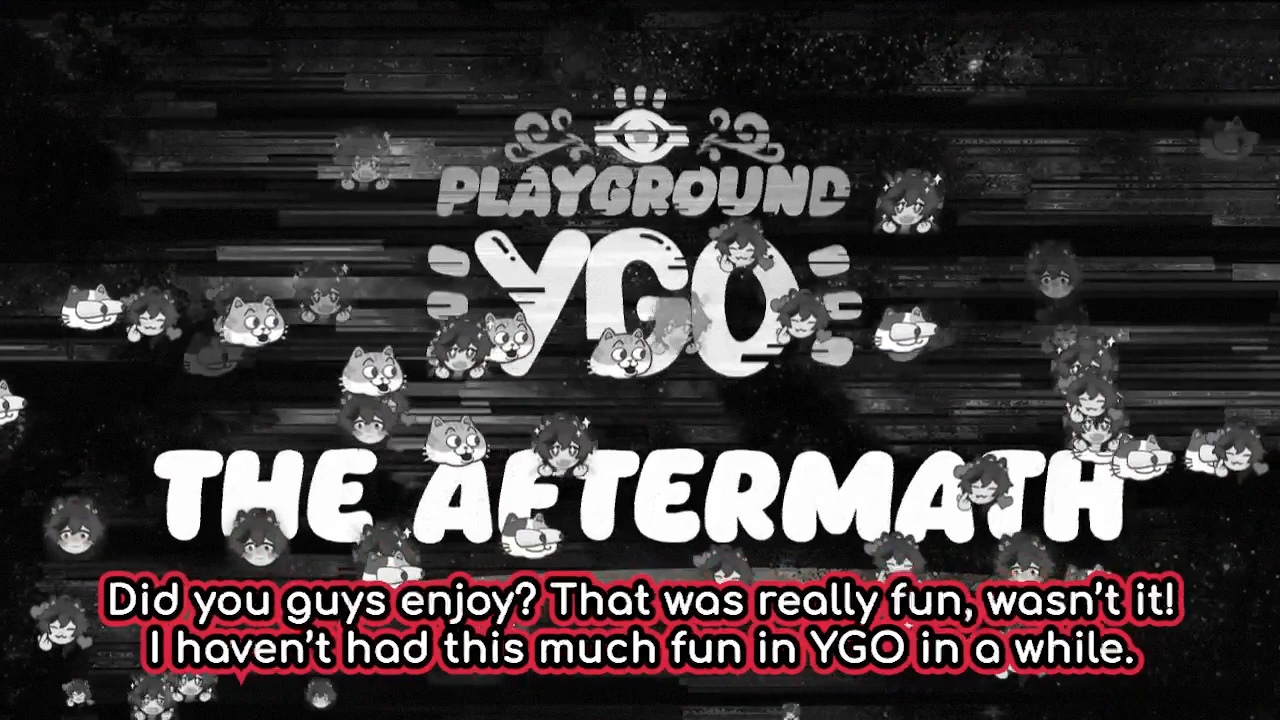 PLAYGROUND
YGO
THE AFTERMATH
Did you guys enjoy? That was really fun, wasn't it!
I haven't had this much fun in YGO in a while.